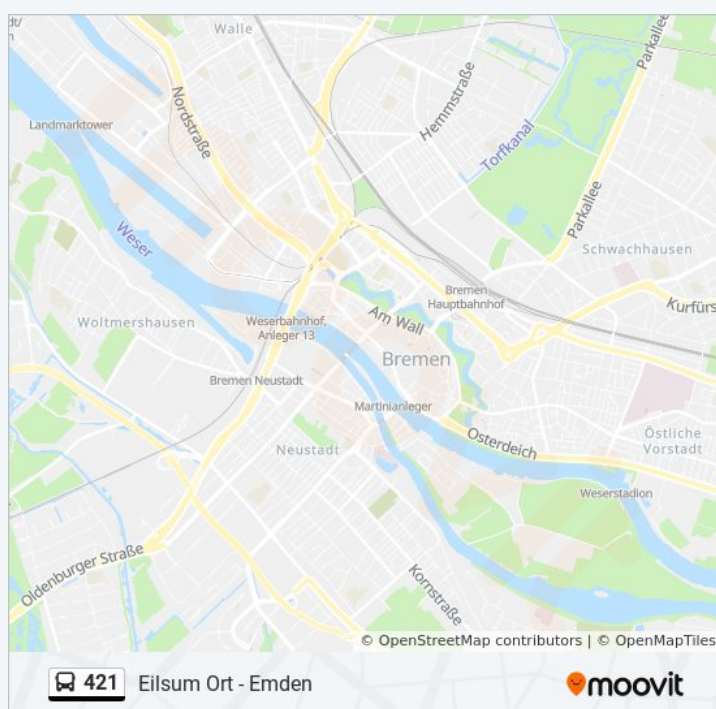 dt/
n
Walle
Parkallee
Hemmstraße
Nordstraße
Landmarktower
Torfkanal
Parkallee
Weser
Schwachhausen
Bremen
Hauptbahnhof
Kurfürs
Woltmershausen
Weserbahnhof,
Anleger 13
Am Wall
Bremen
Bremen Neustadt
Martinianleger
Neustadt
Osterdeich
Östliche
Vorstadt
Weserstadion
Oldenburger Straße
Kornstraße
© OpenStreetMap contributors | © OpenMapTiles
421 Eilsum Ort - Emden
moovit